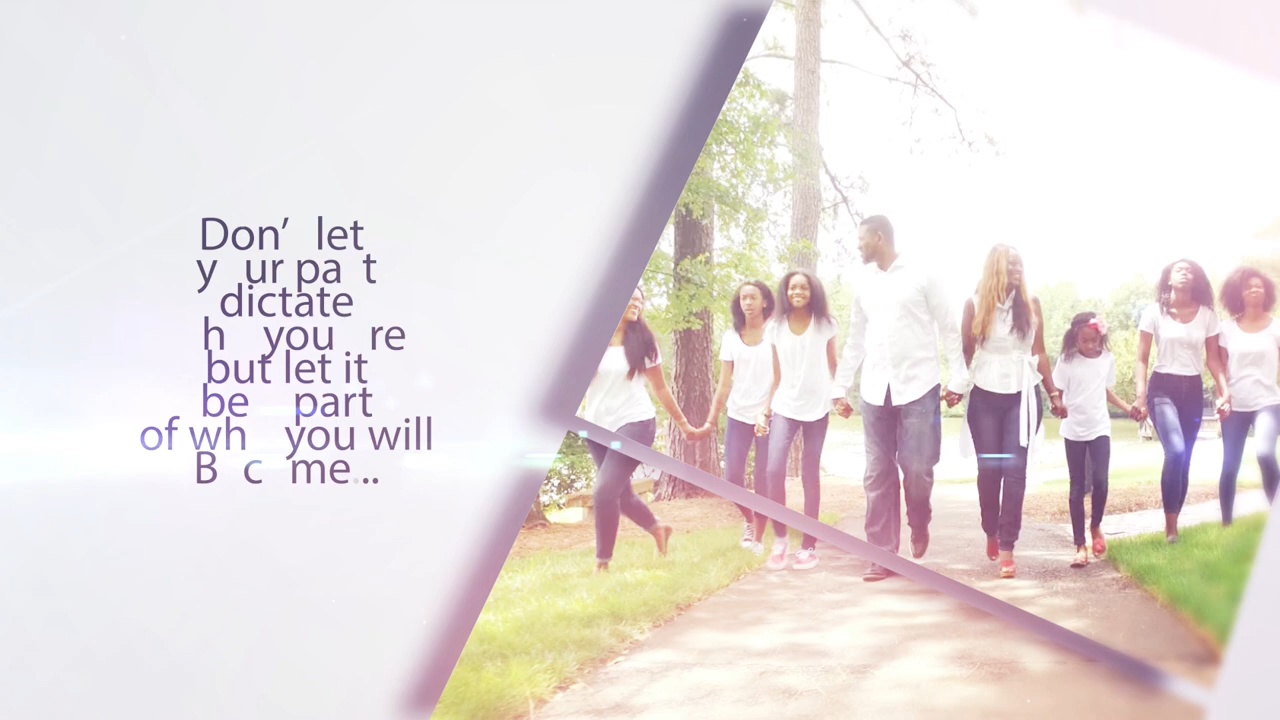 Don’ let
y ur pa t
dictate
h you re
but let it
be part
of wh you will
B c me...